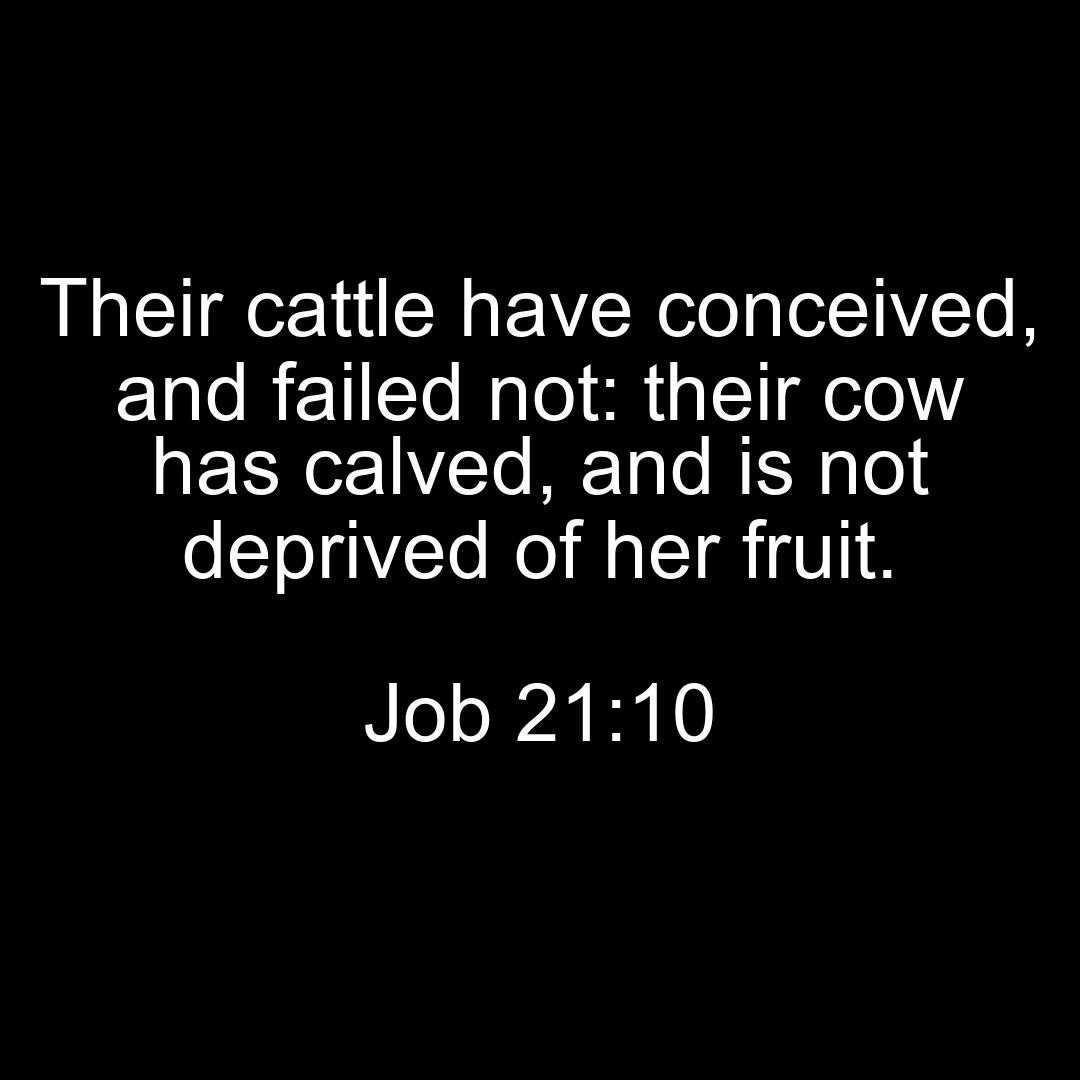 Their cattle have conceived,
and failed not: their cow
has calved, and is not
deprived of her fruit.
Job 21:10